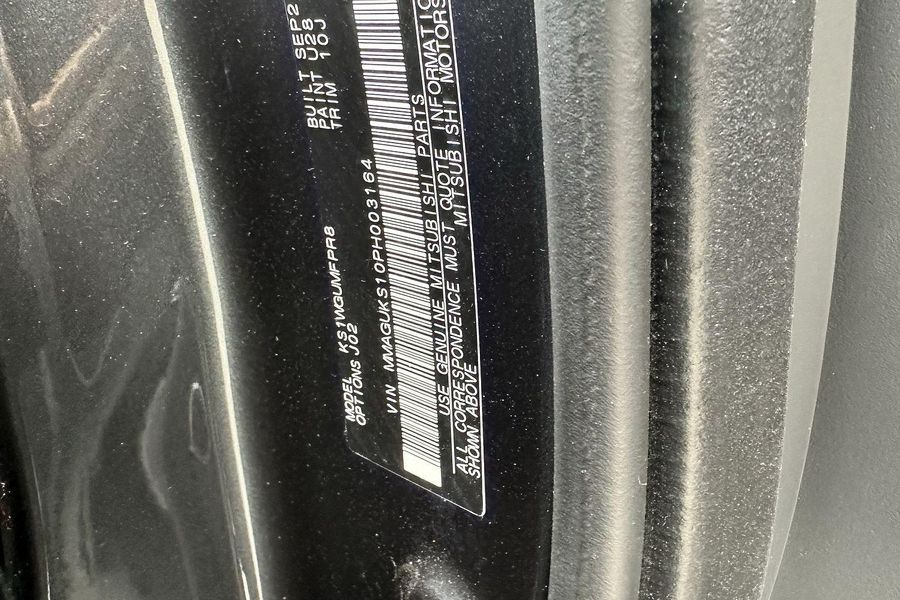 MODEL KS1WGUMFPR8 BUILT SEP2
OPTIONS J02 PAINT U28
TRIM 10J
VIN MMAGUKS10PH003164
USE GENUINE MITSUBISHI PARTS
ALL CORRESPONDENCE MUST QUOTE INFORMATIO
SHOWN ABOVE MITSUBISHI MOTORS